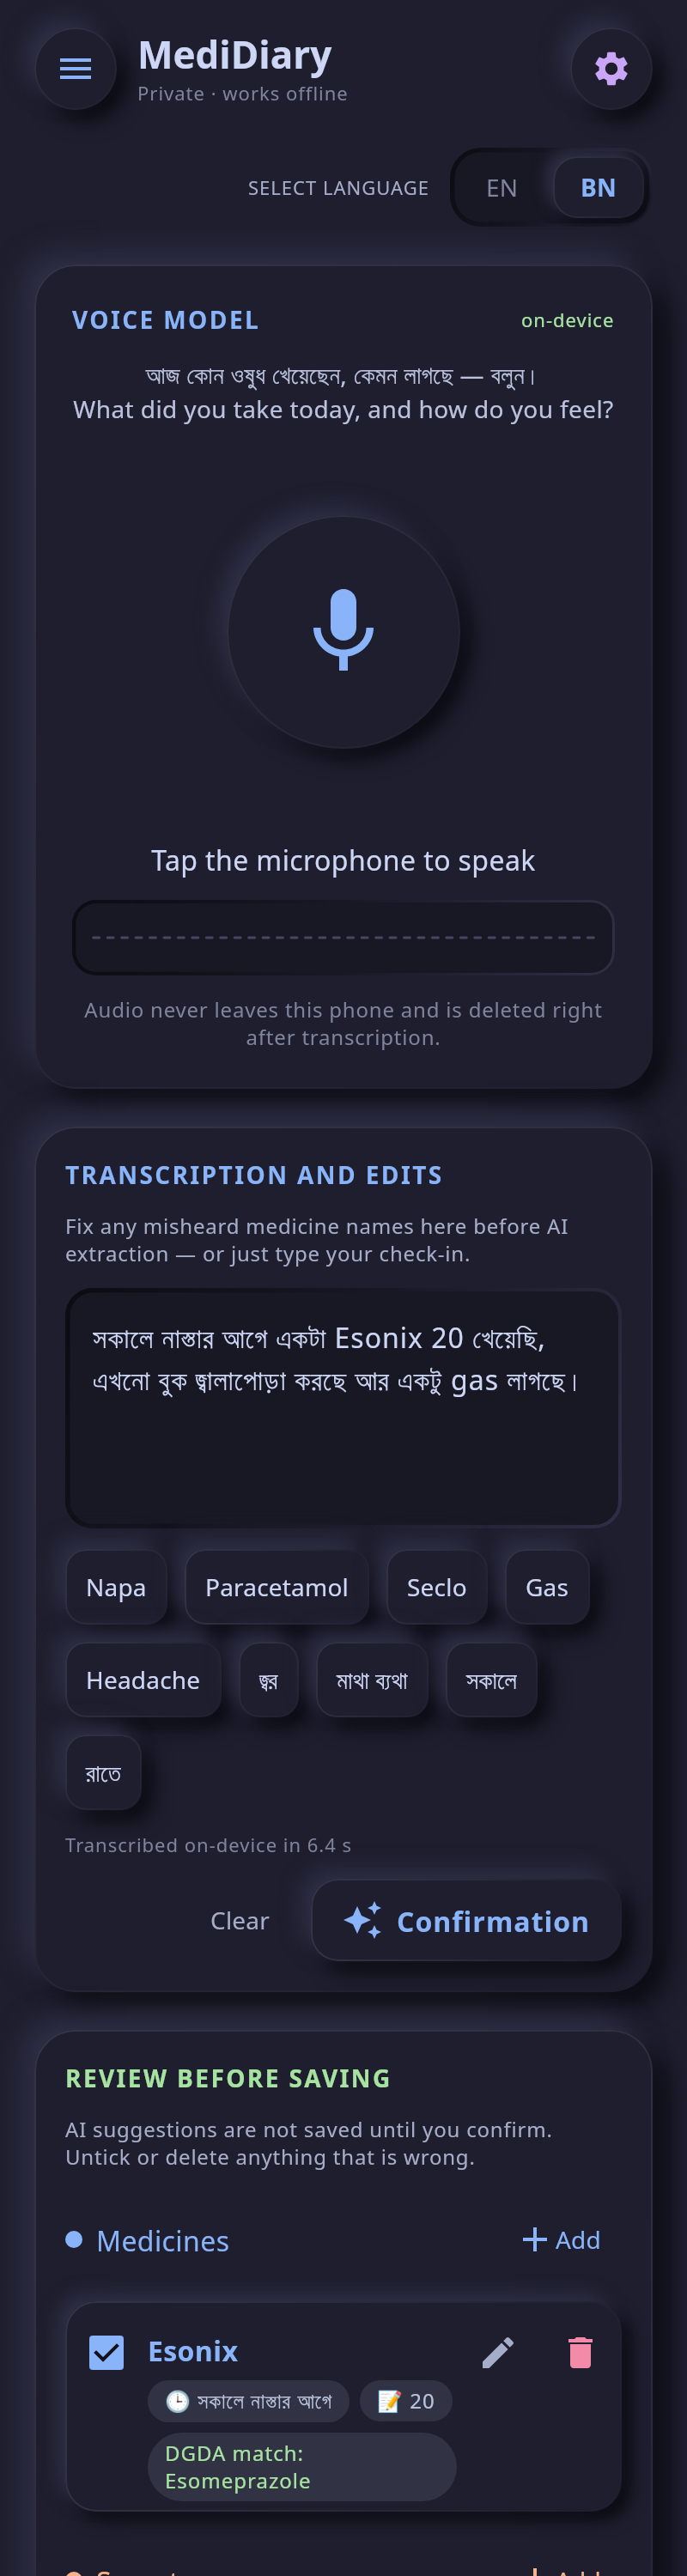 MediDiary
Private · works offline
SELECT LANGUAGE EN BN
VOICE MODEL on-device
আজ কোন ওষুধ খেয়েছেন, কেমন লাগছে — বলুন।
What did you take today, and how do you feel?
Tap the microphone to speak
Audio never leaves this phone and is deleted right
after transcription.
TRANSCRIPTION AND EDITS
Fix any misheard medicine names here before AI
extraction — or just type your check-in.
সকালে নাস্তার আগে একটা Esonix 20 খেয়েছি,
এখনো বুক জ্বালাপোড়া করছে আর একটু gas লাগছে।
Napa Paracetamol Seclo Gas
Headache জ্বর মাথা ব্যথা সকালে
রাতে
Transcribed on-device in 6.4 s
Clear Confirmation
REVIEW BEFORE SAVING
AI suggestions are not saved until you confirm.
Untick or delete anything that is wrong.
Medicines Add
Esonix
সকালে নাস্তার আগে 20
DGDA match:
Esomeprazole